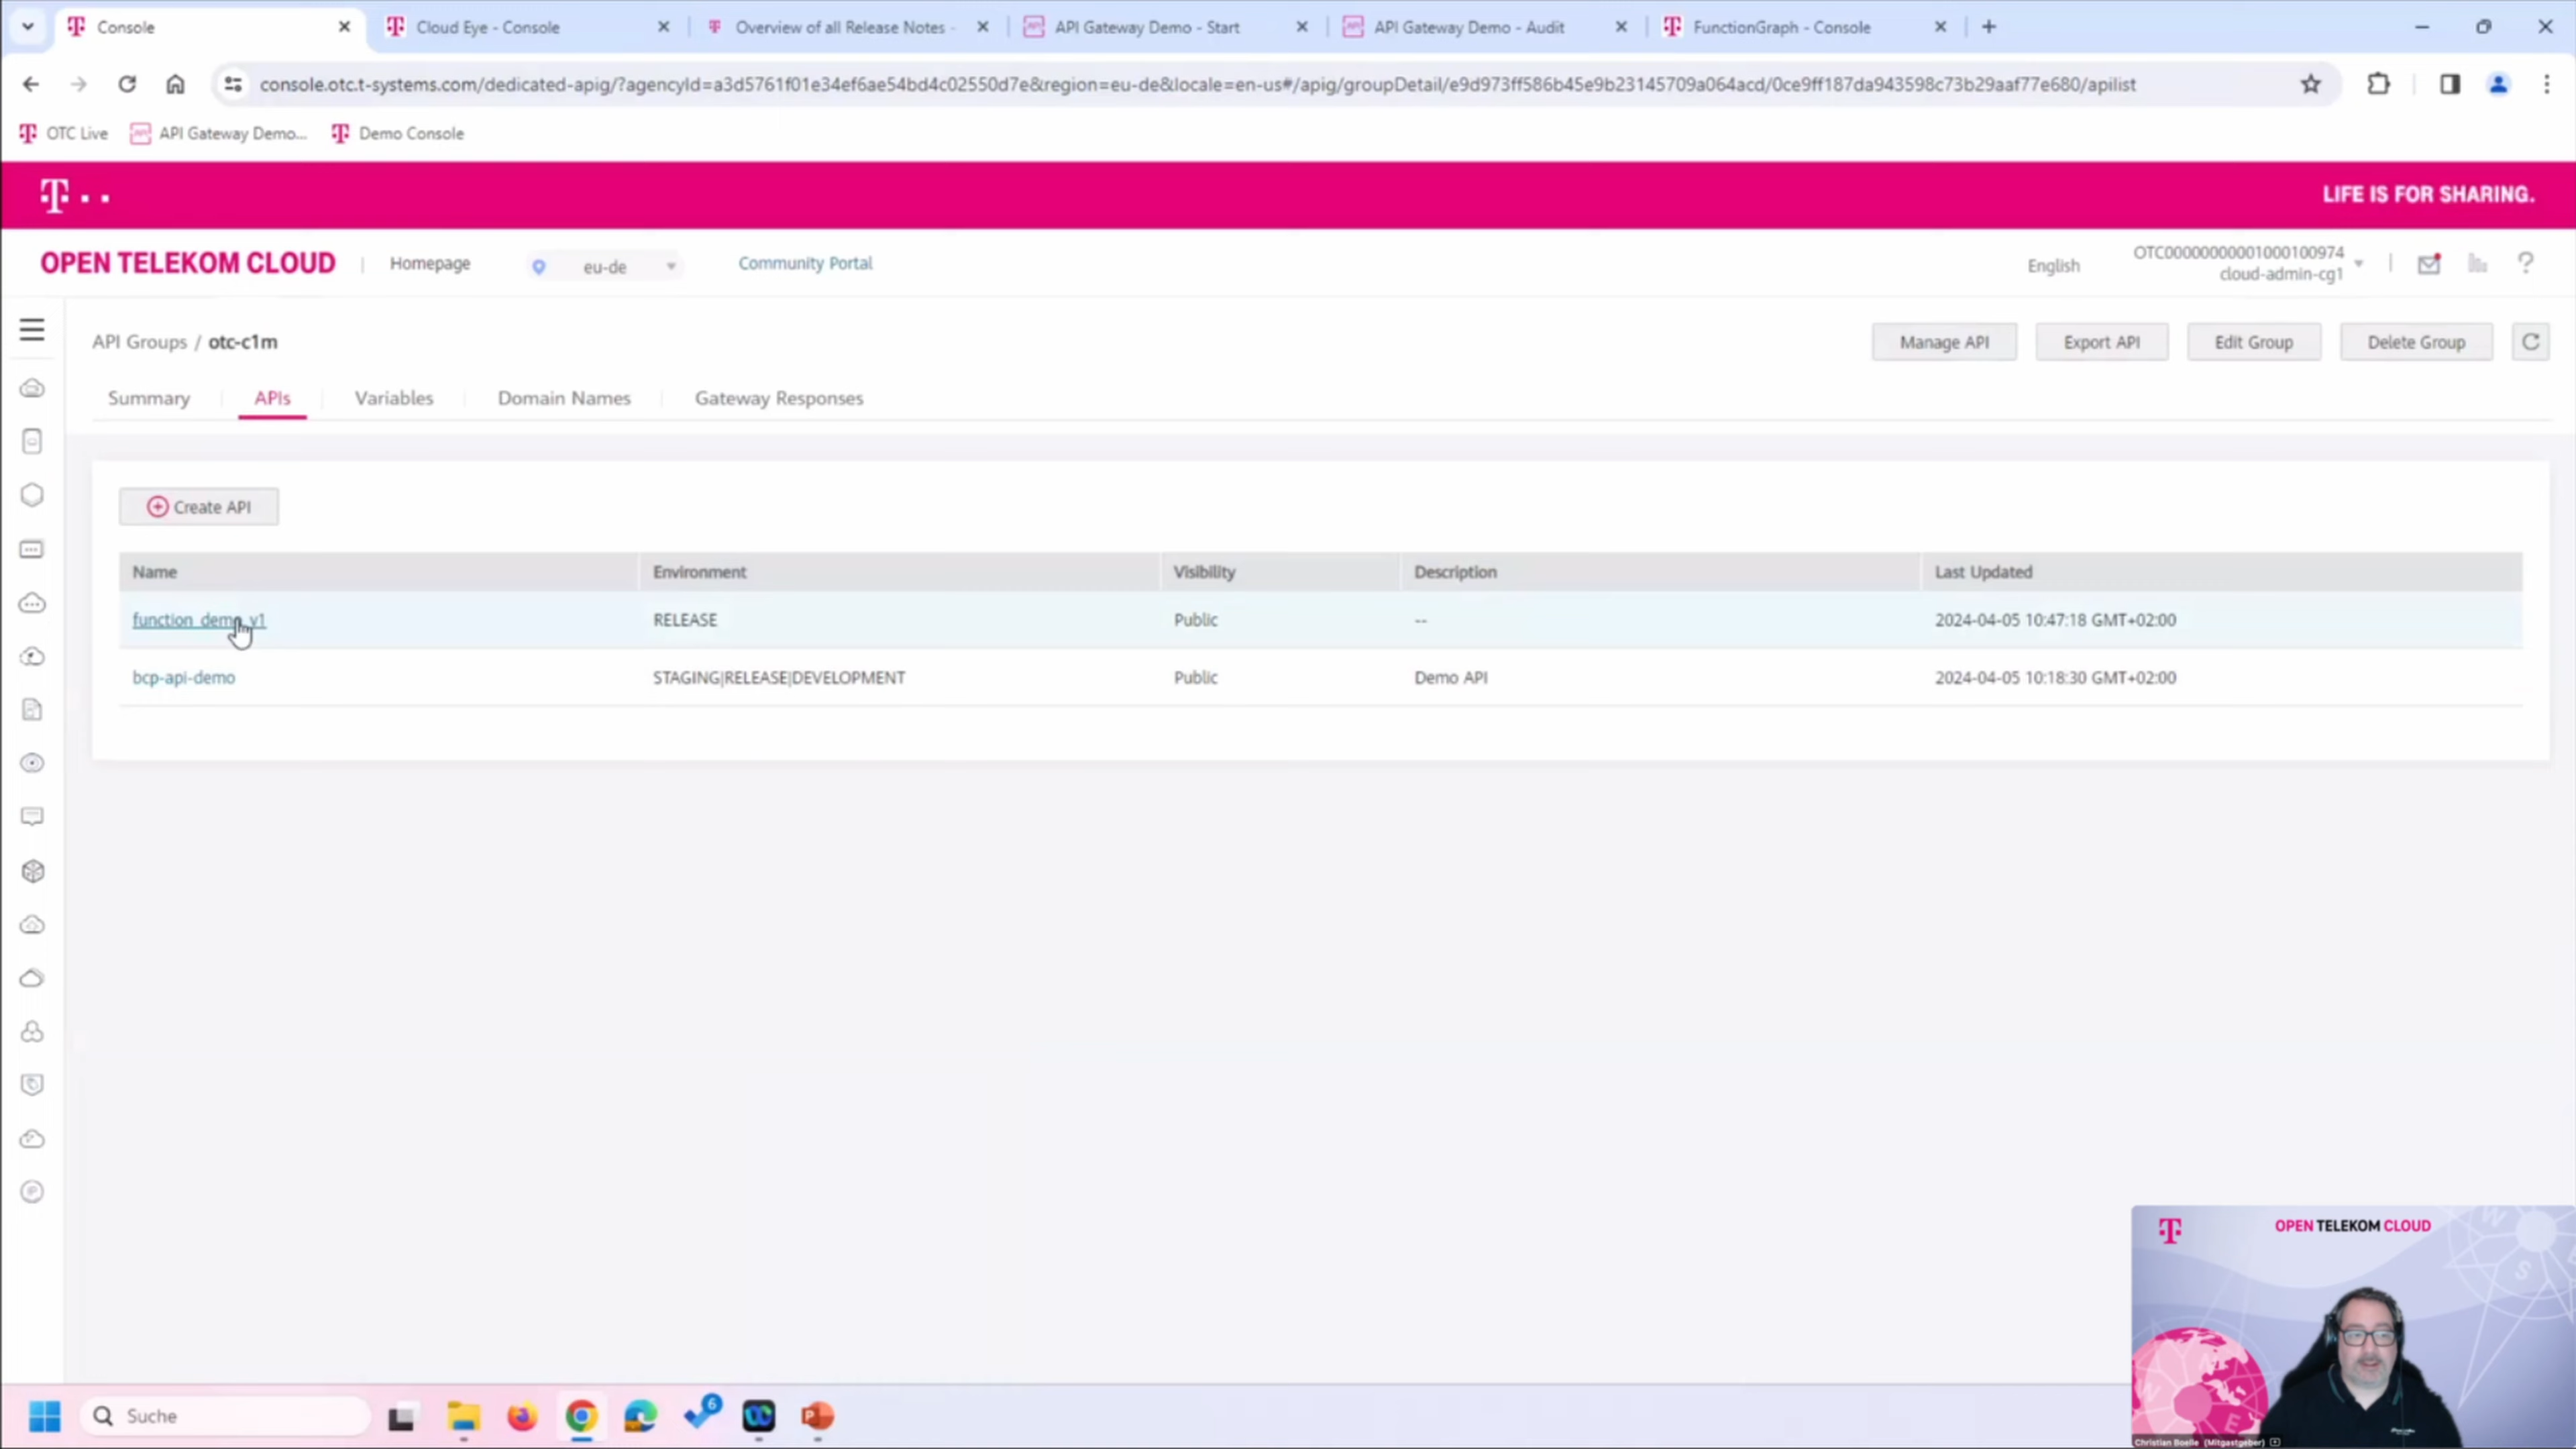 Console
Cloud Eye - Console
Overview of all Release Notes -
API Gateway Demo - Start
API Gateway Demo - Audit
FunctionGraph - Console
console.otc.t-systems.com/dedicated-apig/?agencyId=a3d5761f01e34ef6ae54bd4c02550d7e&region=eu-de&locale=en-us#/apig/groupDetail/e9d973ff586b45e9b23145709a064acd/0ce9ff187da943598c73b29aaf77e680/apilist
OTC Live
API Gateway Demo...
Demo Console
T
LIFE IS FOR SHARING.
OPEN TELEKOM CLOUD
Homepage
eu-de
Community Portal
English
OTC00000000001000100974
cloud-admin-cg1
API Groups / otc-c1m
Manage API
Export API
Edit Group
Delete Group
Summary
APIs
Variables
Domain Names
Gateway Responses
Create API
Name Environment Visibility Description Last Updated
function_demo_v1 RELEASE Public -- 2024-04-05 10:47:18 GMT+02:00
bcp-api-demo STAGING|RELEASE|DEVELOPMENT Public Demo API 2024-04-05 10:18:30 GMT+02:00
T
OPEN TELEKOM CLOUD
W
S
W
E
Christian Boelle (Mitgastgeber)
Suche
6